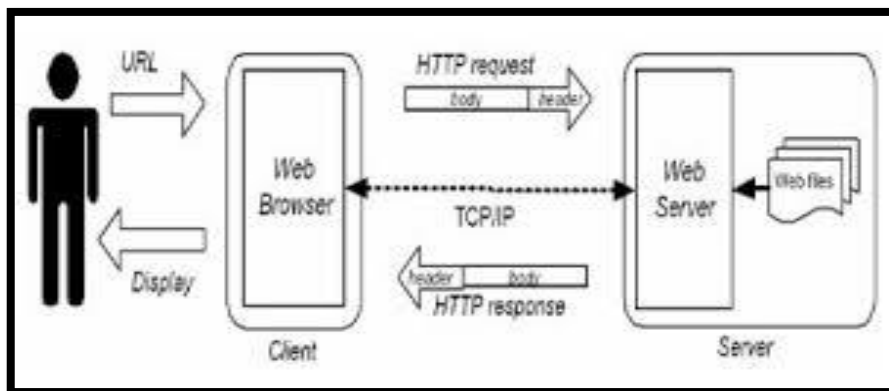 URL
HTTP request
body header
Web
Browser
Web
Server
Web files
TCP/IP
Display
header body
HTTP response
Client
Server